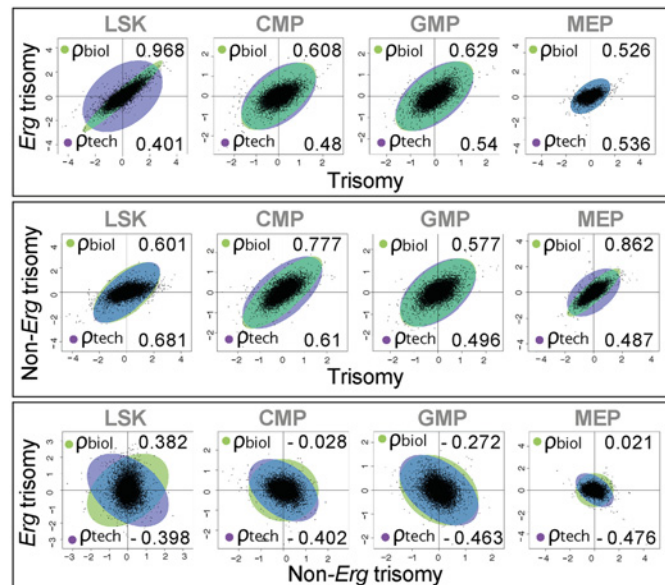 LSK CMP GMP MEP
ρbiol 0.968 ρbiol 0.608 ρbiol 0.629 ρbiol 0.526
Erg trisomy
ρtech 0.401 ρtech 0.48 ρtech 0.54 ρtech 0.536
Trisomy
LSK CMP GMP MEP
ρbiol 0.601 ρbiol 0.777 ρbiol 0.577 ρbiol 0.862
Non-Erg trisomy
ρtech 0.681 ρtech 0.61 ρtech 0.496 ρtech 0.487
Trisomy
LSK CMP GMP MEP
ρbiol 0.382 ρbiol - 0.028 ρbiol - 0.272 ρbiol 0.021
Erg trisomy
ρtech - 0.398 ρtech - 0.402 ρtech - 0.463 ρtech - 0.476
Non-Erg trisomy